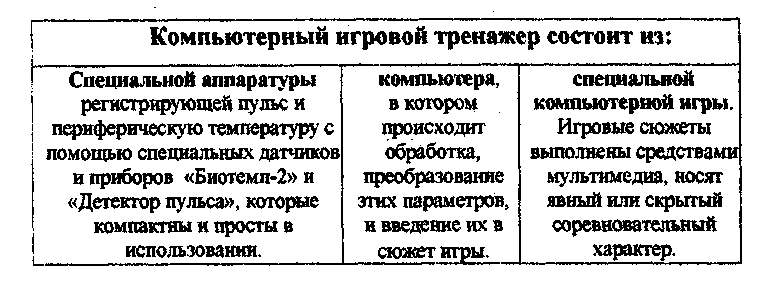 Компьютерный игровой тренажер состоит из:
Специальной аппаратуры
регистрирующей пульс и
периферическую температуру с
помощью специальных датчиков
и приборов «Биотемп-2» и
«Детектор пульса», которые
компактны и просты в
использовании.
компьютера,
в котором
происходит
обработка,
преобразование
этих параметров,
и введение их в
сюжет игры.
специальной
компьютерной игры.
Игровые сюжеты
выполнены средствами
мультимедиа, носят
явный или скрытый
соревновательный
характер.